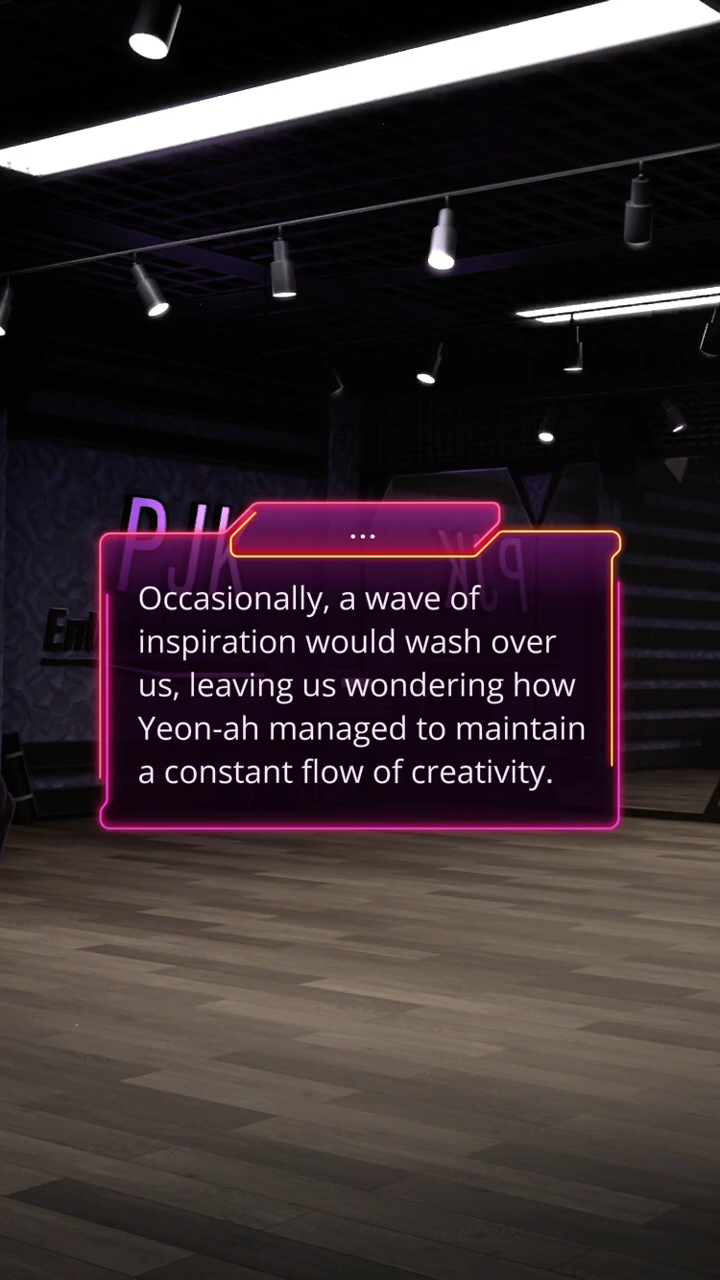 PJK
...
Occasionally, a wave of
inspiration would wash over
us, leaving us wondering how
Yeon-ah managed to maintain
a constant flow of creativity.